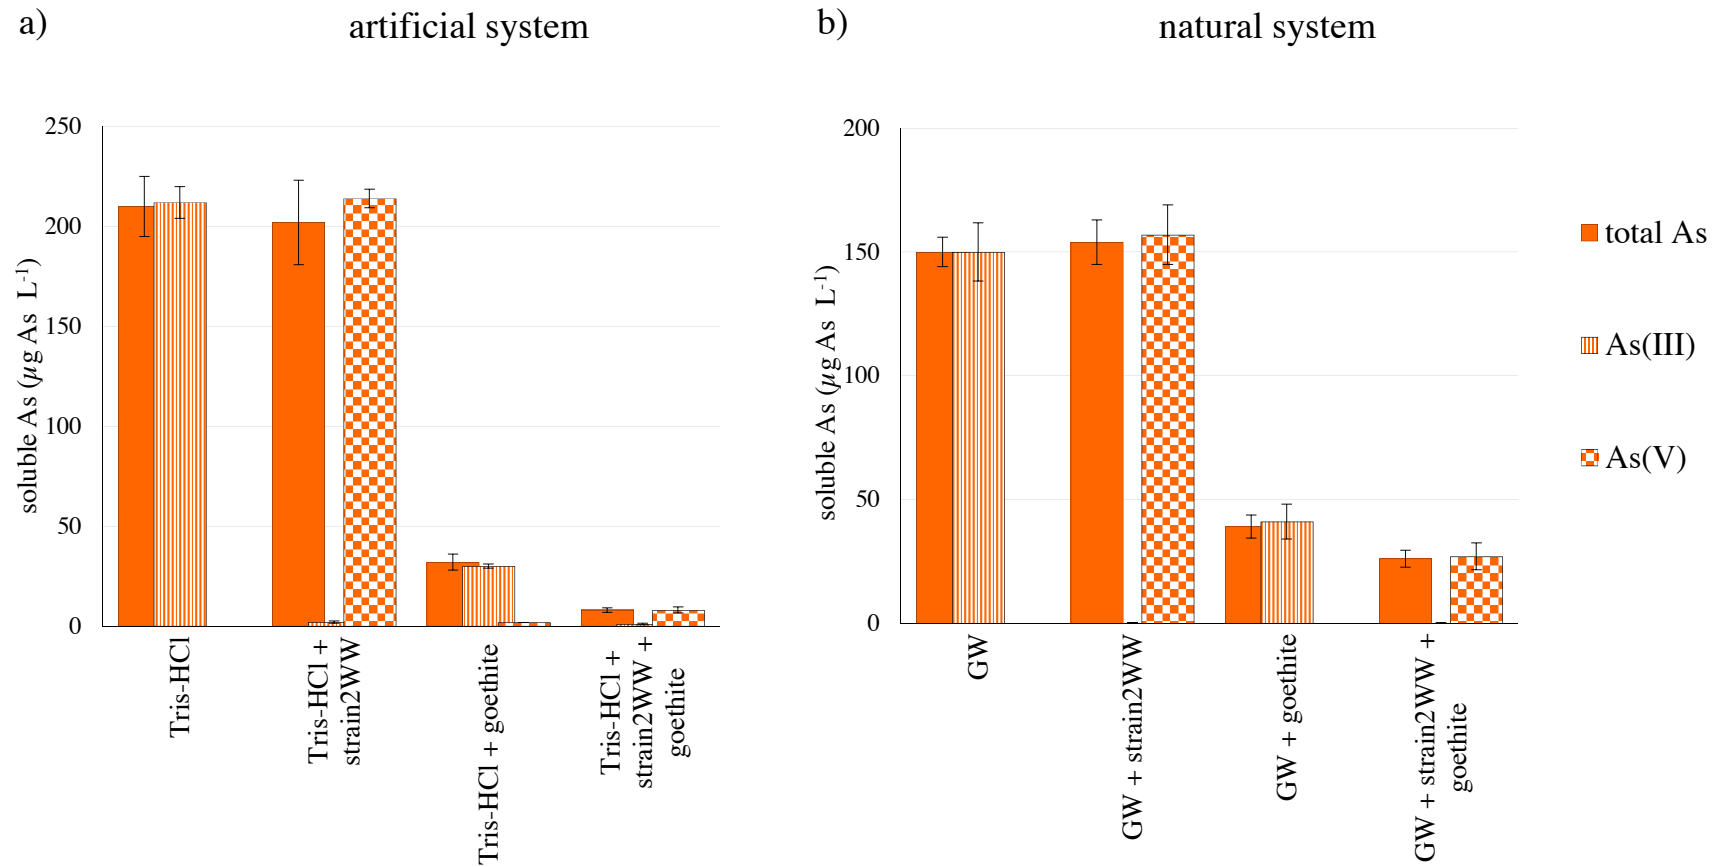 a)
artificial system
250
200
150
100
50
0
soluble As (µg As L-1)
Tris-HCl
Tris-HCl +
strain2WW
Tris-HCl + goethite
Tris-HCl +
strain2WW +
goethite
b)
natural system
200
150
100
50
0
soluble As (µg As L-1)
GW
GW + strain2WW
GW + goethite
GW + strain2WW +
goethite
total As
As(III)
As(V)